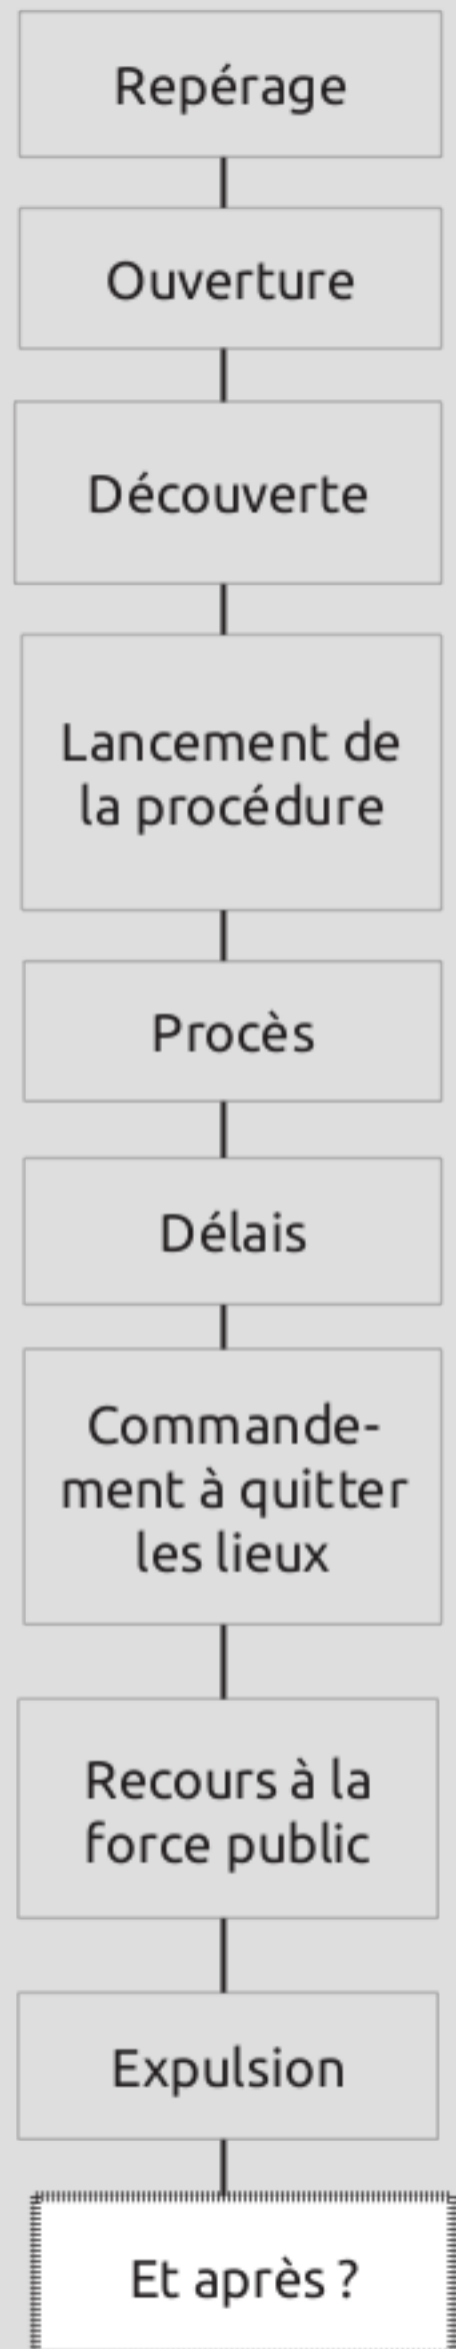 Repérage
Ouverture
Découverte
Lancement de
la procédure
Procès
Délais
Commande-
ment à quitter
les lieux
Recours à la
force public
Expulsion
Et après ?